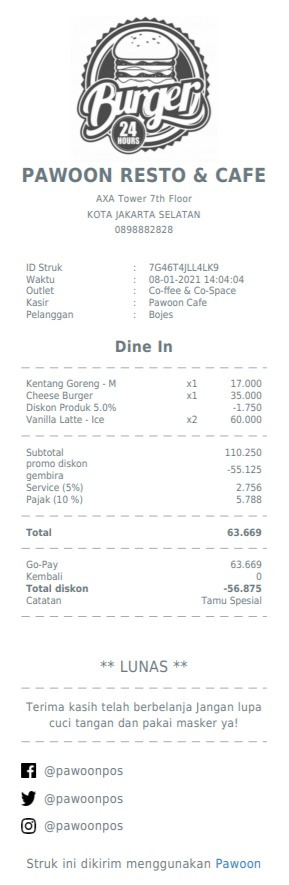 Burger
24
HOURS
PAWOON RESTO & CAFE
AXA Tower 7th Floor
KOTA JAKARTA SELATAN
0898882828
ID Struk : 7G46T4JLL4LK9
Waktu : 08-01-2021 14:04:04
Outlet : Co-ffee & Co-Space
Kasir : Pawoon Cafe
Pelanggan : Bojes
Dine In
Kentang Goreng - M x1 17.000
Cheese Burger x1 35.000
Diskon Produk 5.0% -1.750
Vanilla Latte - Ice x2 60.000
Subtotal 110.250
promo diskon
gembira -55.125
Service (5%) 2.756
Pajak (10 %) 5.788
Total 63.669
Go-Pay 63.669
Kembali 0
Total diskon -56.875
Catatan Tamu Spesial
** LUNAS **
Terima kasih telah berbelanja Jangan lupa
cuci tangan dan pakai masker ya!
@pawoonpos
@pawoonpos
@pawoonpos
Struk ini dikirim menggunakan Pawoon